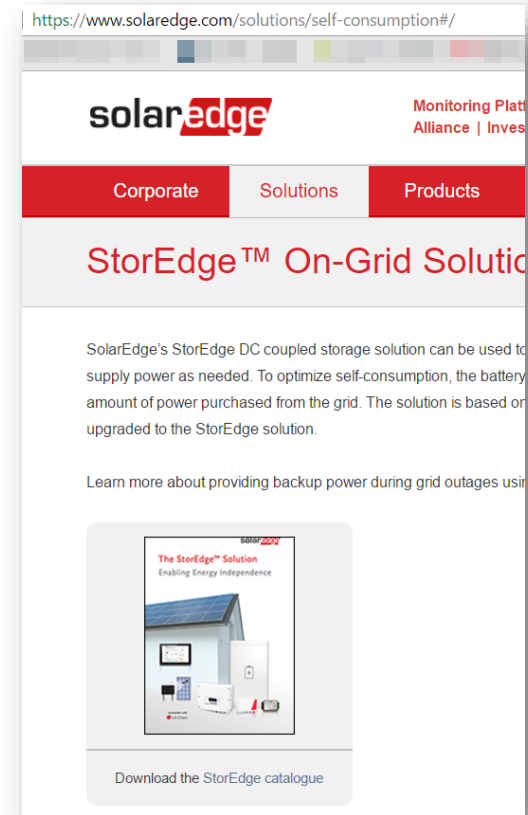 https://www.solaredge.com/solutions/self-consumption#/
solaredge
Monitoring Platf
Alliance | Inves
Corporate
Solutions
Products
StorEdge™ On-Grid Solutio
SolarEdge's StorEdge DC coupled storage solution can be used to
supply power as needed. To optimize self-consumption, the battery
amount of power purchased from the grid. The solution is based on
upgraded to the StorEdge solution.
Learn more about providing backup power during grid outages usin
solaredge
The StorEdge™ Solution
Enabling Energy Independence
Download the StorEdge catalogue